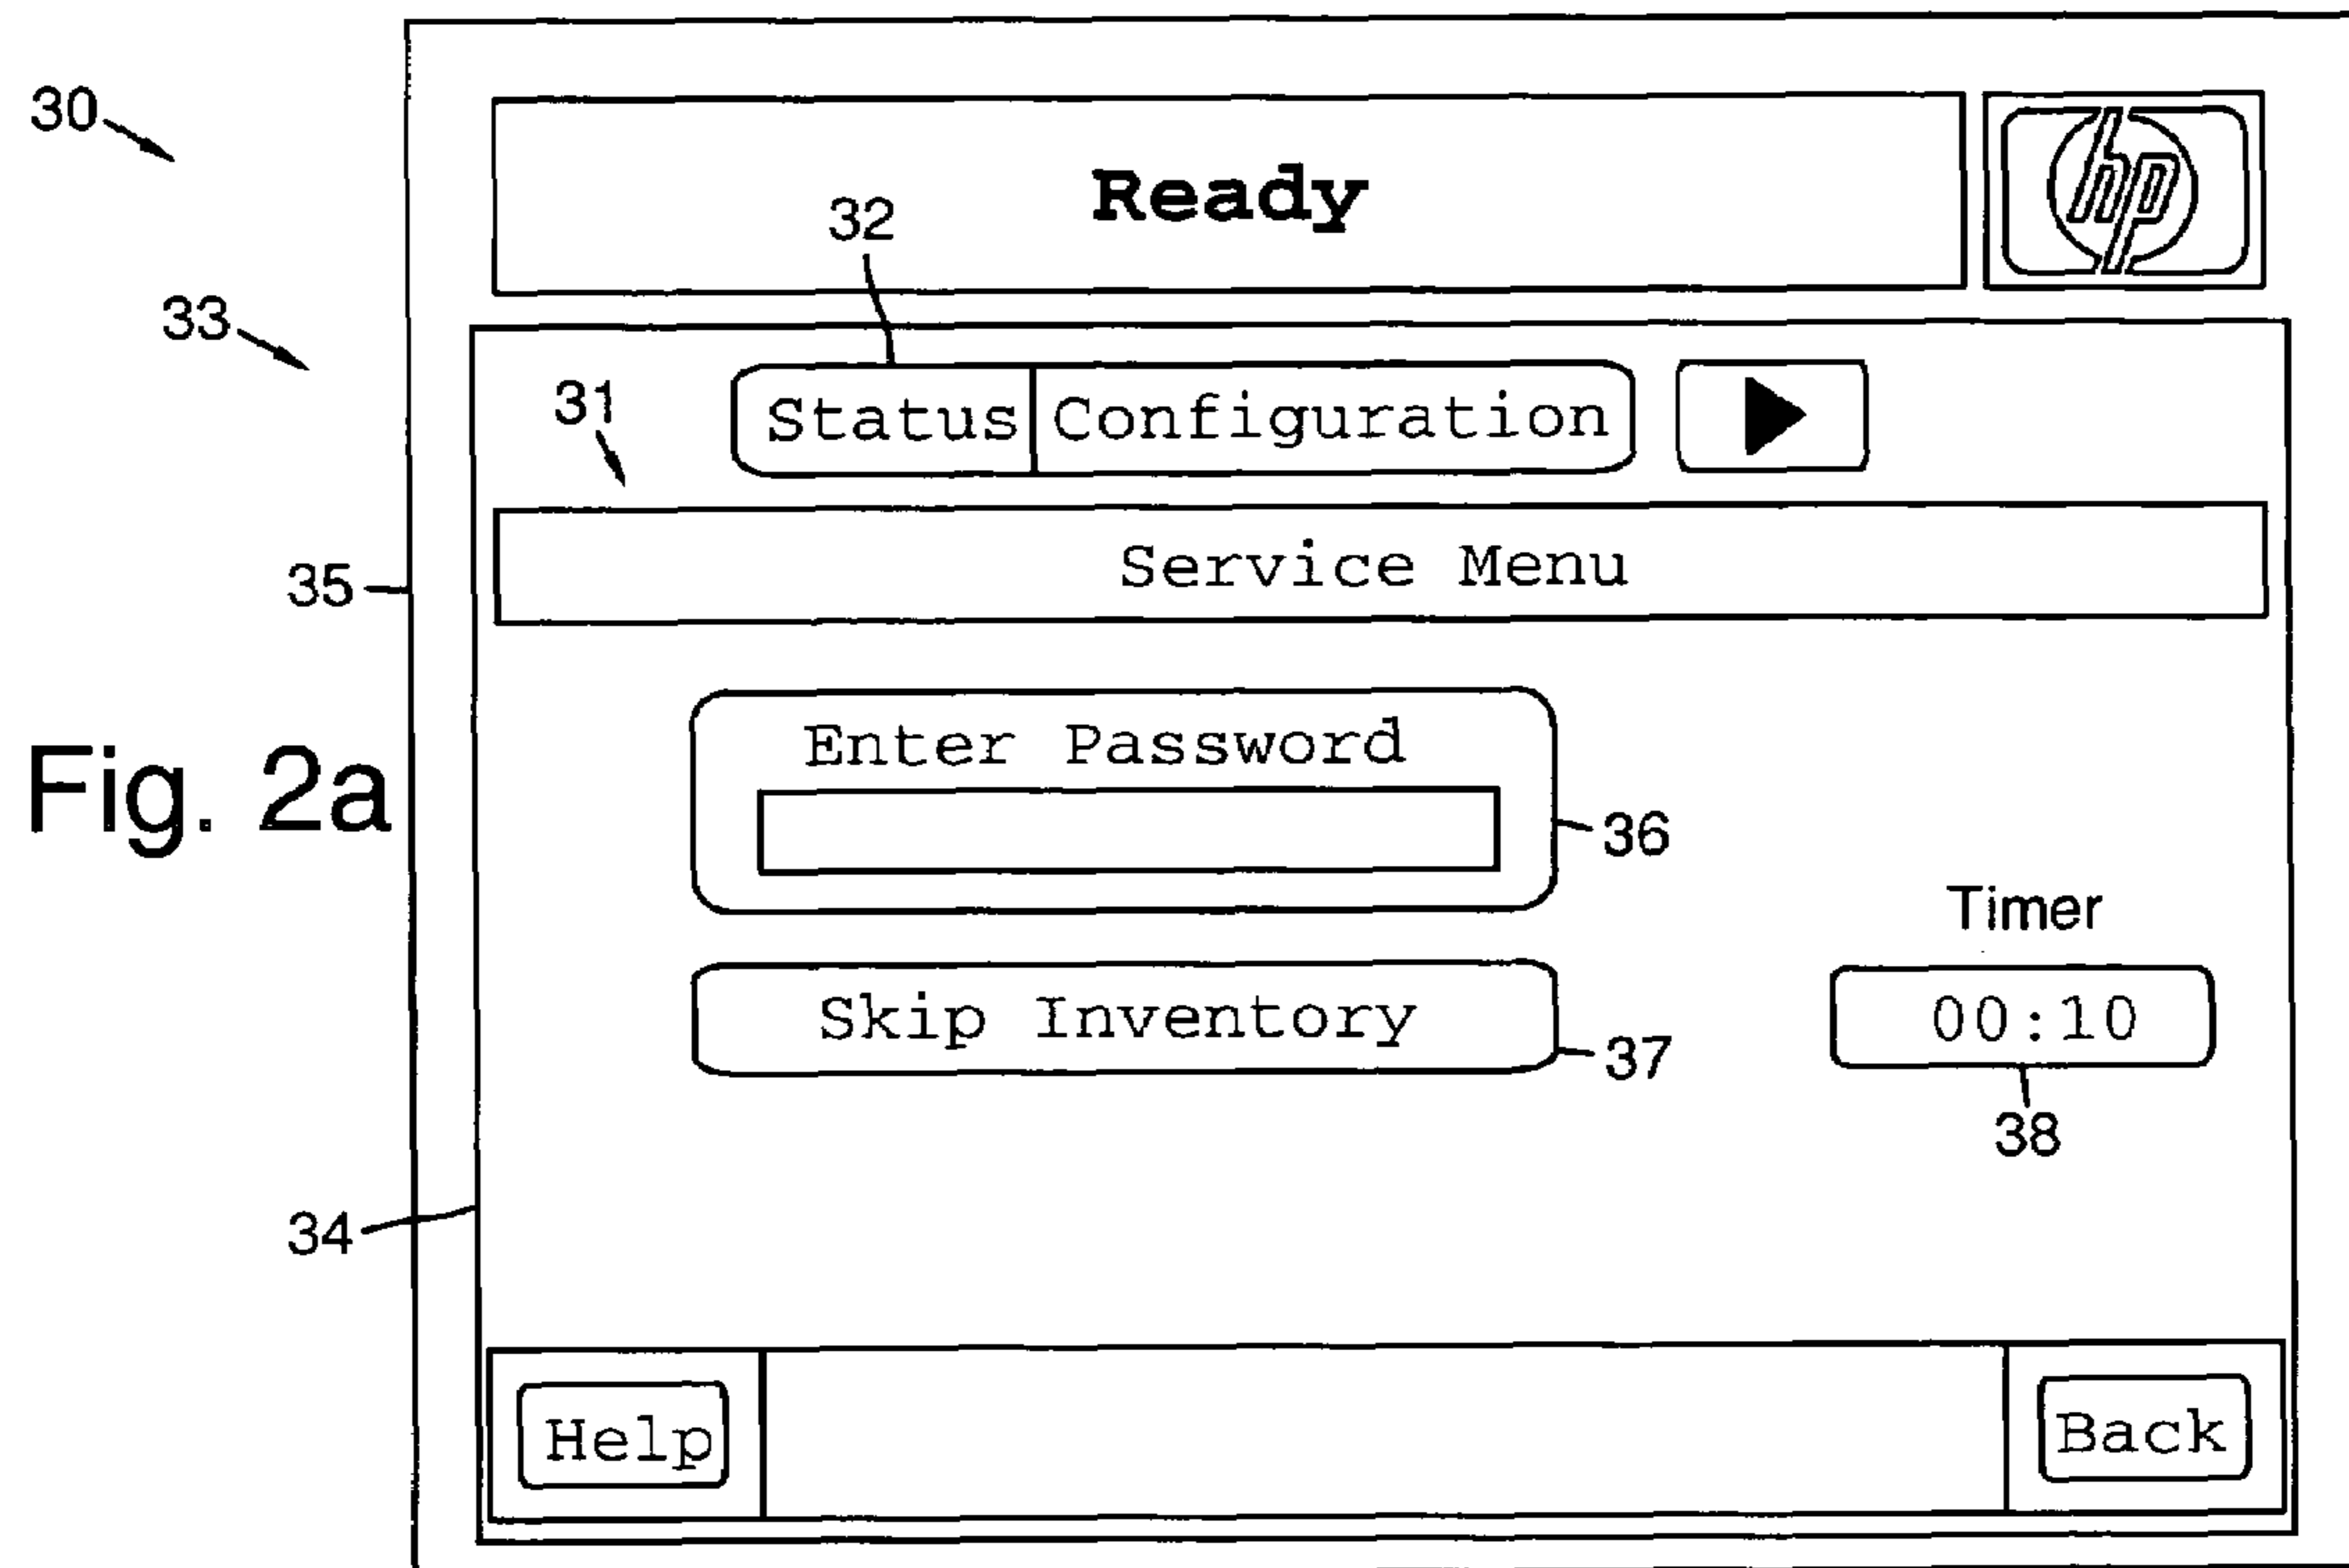 30
Ready
hp
32
33
31
Status Configuration
Service Menu
35
Enter Password
Fig. 2a
36
Timer
Skip Inventory
00:10
37
38
34
Help
Back